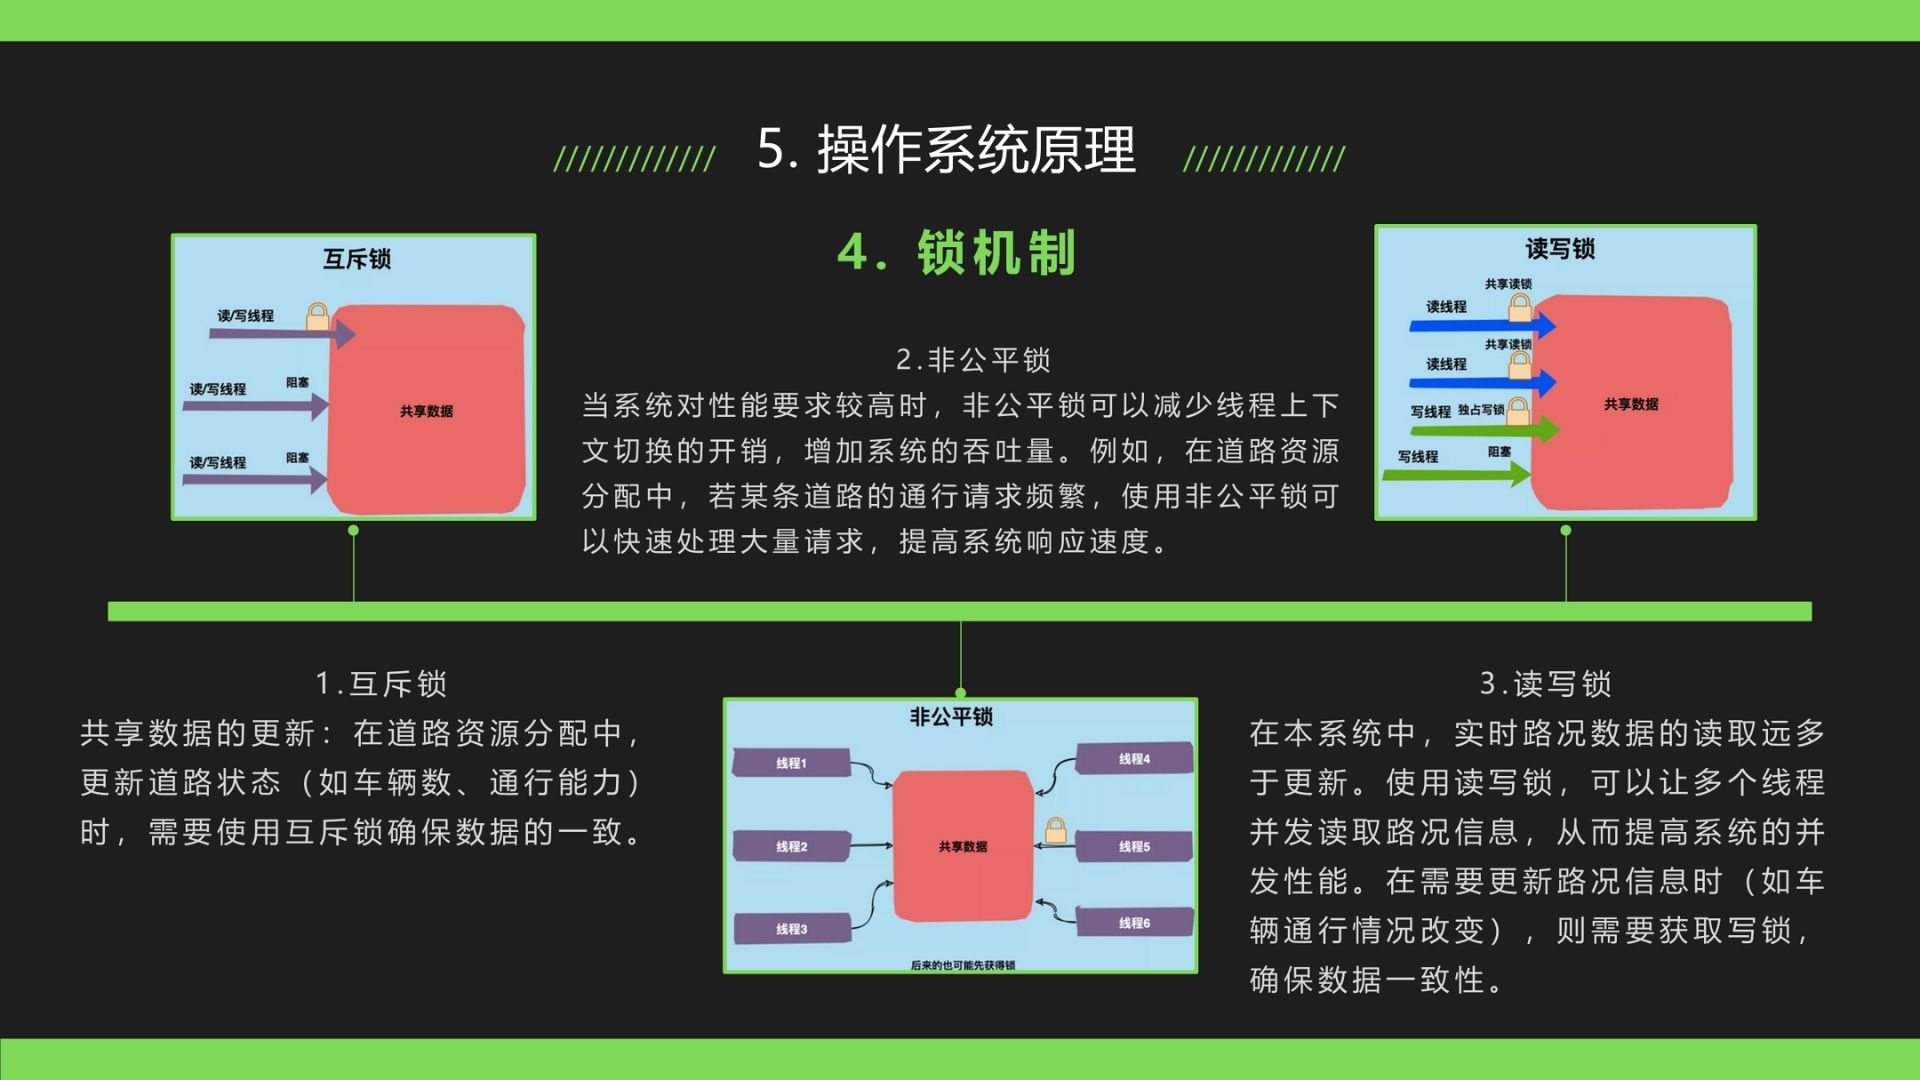 5. 操作系统原理
4. 锁机制
互斥锁
读/写线程
读/写线程
阻塞
共享数据
读/写线程
阻塞
2.非公平锁
当系统对性能要求较高时，非公平锁可以减少线程上下
文切换的开销，增加系统的吞吐量。例如，在道路资源
分配中，若某条道路的通行请求频繁，使用非公平锁可
以快速处理大量请求，提高系统响应速度。
读写锁
共享读锁
读线程
共享读锁
读线程
写线程
独占写锁
共享数据
写线程
阻塞
1.互斥锁
共享数据的更新：在道路资源分配中，
更新道路状态（如车辆数、通行能力）
时，需要使用互斥锁确保数据的一致。
非公平锁
线程1
线程4
线程2
共享数据
线程5
线程3
线程6
后来的也可能先获得锁
3.读写锁
在本系统中，实时路况数据的读取远多
于更新。使用读写锁，可以让多个线程
并发读取路况信息，从而提高系统的并
发性能。在需要更新路况信息时（如车
辆通行情况改变），则需要获取写锁，
确保数据一致性。